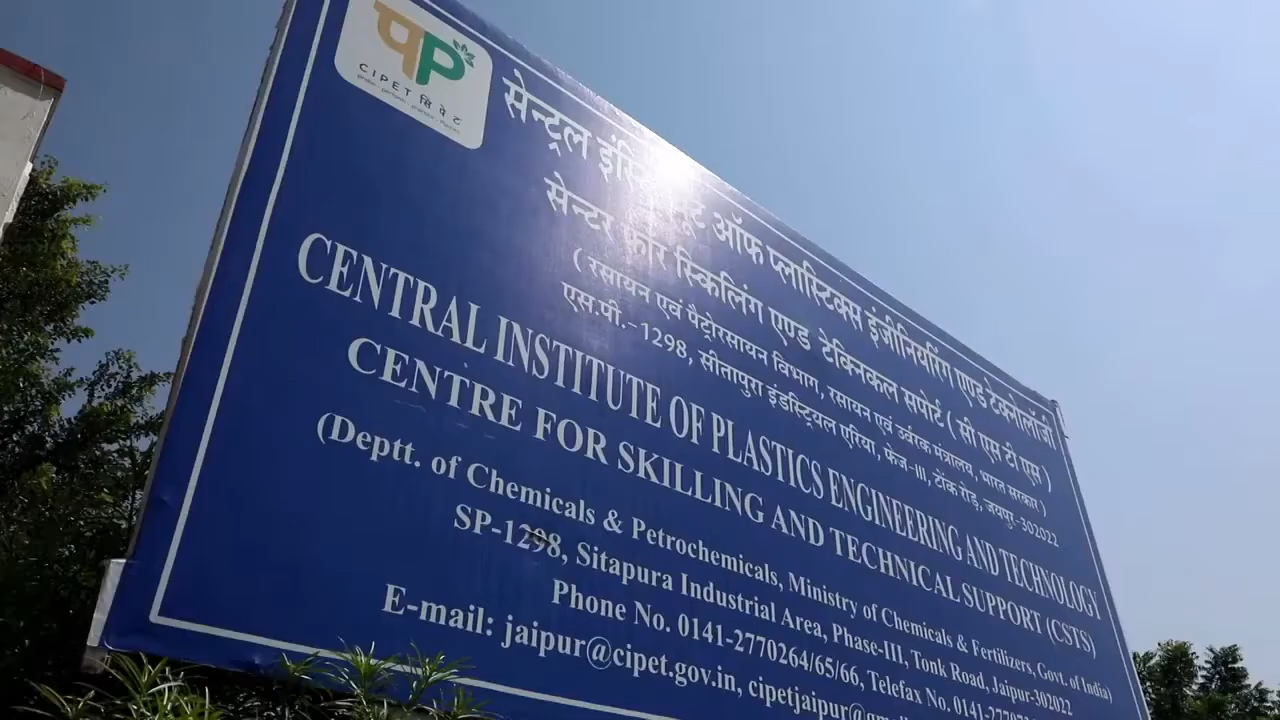 पP
CIPET सिपेट
सेन्ट्रल ऑफ प्लास्टिक्स इंजीनियरिंग एण्ड टेक्नोलॉजी
सेन्टर फॉर स्किलिंग एण्ड टेक्निकल सपोर्ट ( सी एस टी एस )
( रसायन एवं पैट्रोरसायन विभाग, रसायन एवं उर्वरक मंत्रालय, भारत सरकार )
एस.पी.-1298, सीतापुरा इंडस्ट्रियल एरिया, फेज-III, टोंक रोड़, जयपुर-302022
CENTRAL INSTITUTE OF PLASTICS ENGINEERING AND TECHNOLOGY
CENTRE FOR SKILLING AND TECHNICAL SUPPORT (CSTS)
(Deptt. of Chemicals & Petrochemicals, Ministry of Chemicals & Fertilizers, Govt. of India)
SP-1298, Sitapura Industrial Area, Phase-III, Tonk Road, Jaipur-302022
Phone No. 0141-2770264/65/66, Telefax No.
E-mail: jaipur@cipet.gov.in,